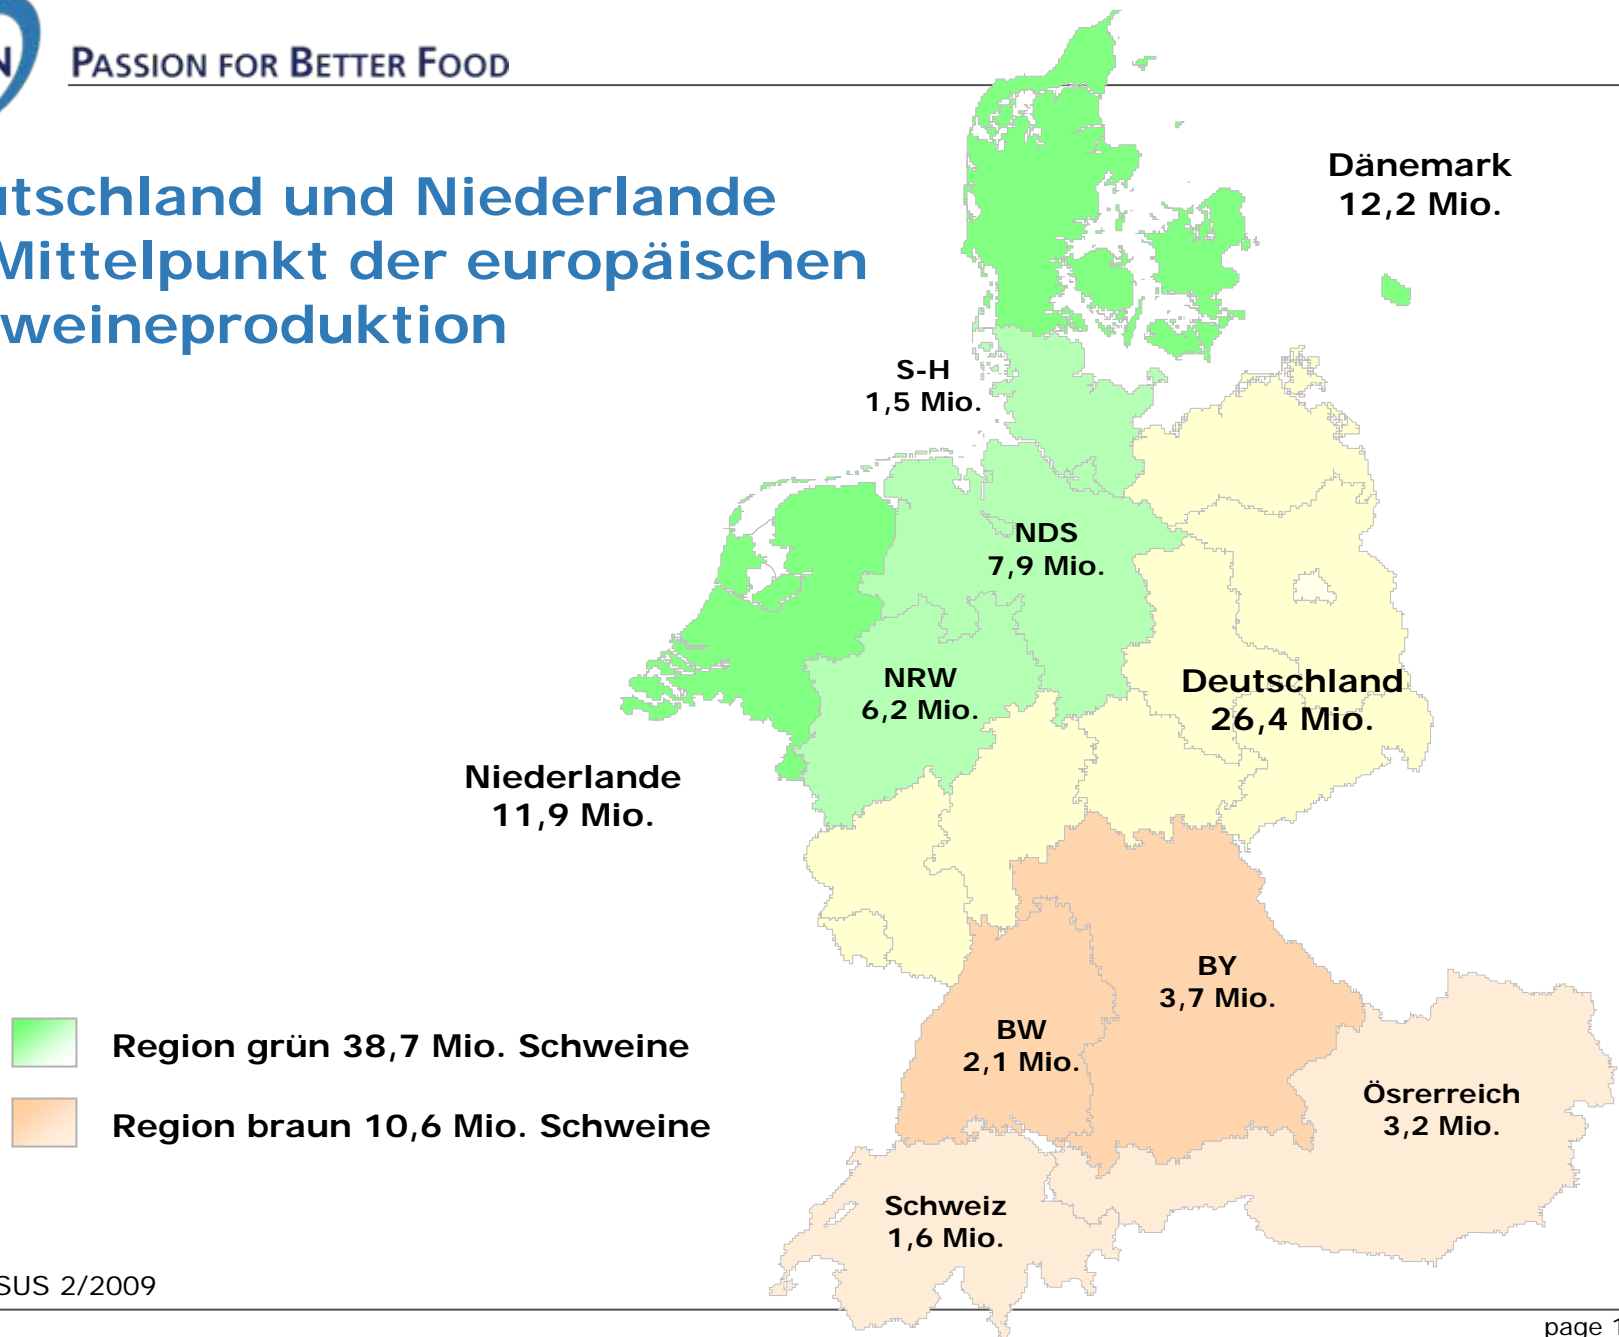 N
PASSION FOR BETTER FOOD
utschland und Niederlande
Mittelpunkt der europäischen
weineproduktion
Dänemark
12,2 Mio.
S-H
1,5 Mio.
NDS
7,9 Mio.
NRW
6,2 Mio.
Deutschland
26,4 Mio.
Niederlande
11,9 Mio.
BY
3,7 Mio.
BW
2,1 Mio.
Region grün 38,7 Mio. Schweine
Region braun 10,6 Mio. Schweine
Ösrerreich
3,2 Mio.
Schweiz
1,6 Mio.
SUS 2/2009
page 1